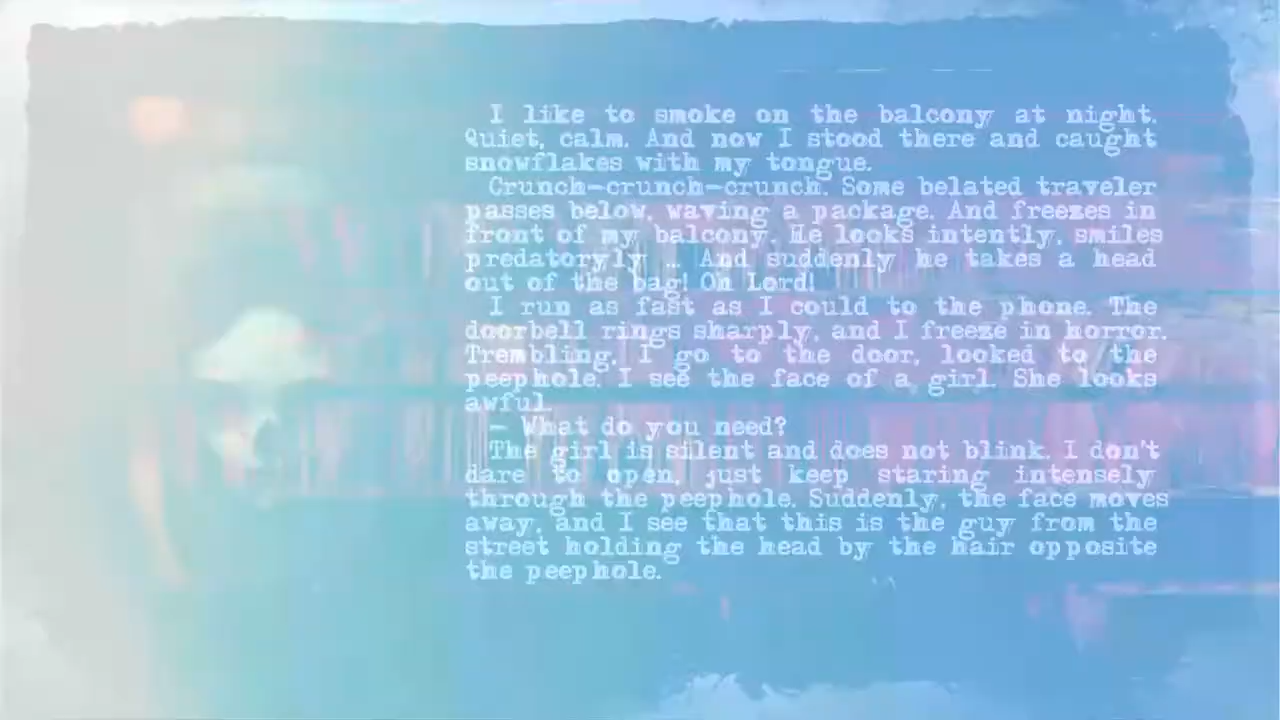 I like to smoke on the balcony at night.
Quiet, calm. And now I stood there and caught
snowflakes with my tongue.
Crunch-crunch-crunch. Some belated traveler
passes below, waving a package. And freezes in
front of my balcony. He looks intently, smiles
predatoryly ... And suddenly he takes a head
out of the bag! Oh Lord!
I run as fast as I could to the phone. The
doorbell rings sharply, and I freeze in horror.
Trembling, I go to the door, looked to the
peephole. I see the face of a girl. She looks
awful.
— What do you need?
The girl is silent and does not blink. I don't
dare to open, just keep staring intensely
through the peephole. Suddenly, the face moves
away, and I see that this is the guy from the
street holding the head by the hair opposite
the peephole.